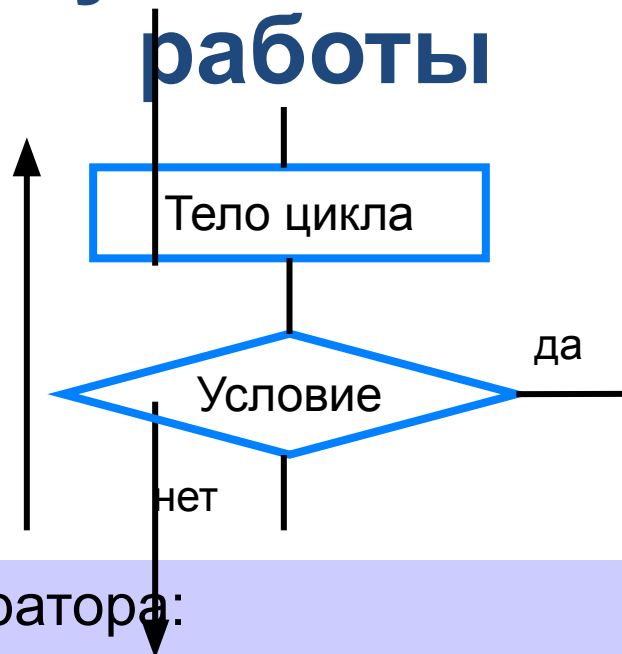 работы
Тело цикла
да
Условие
нет
ратора: